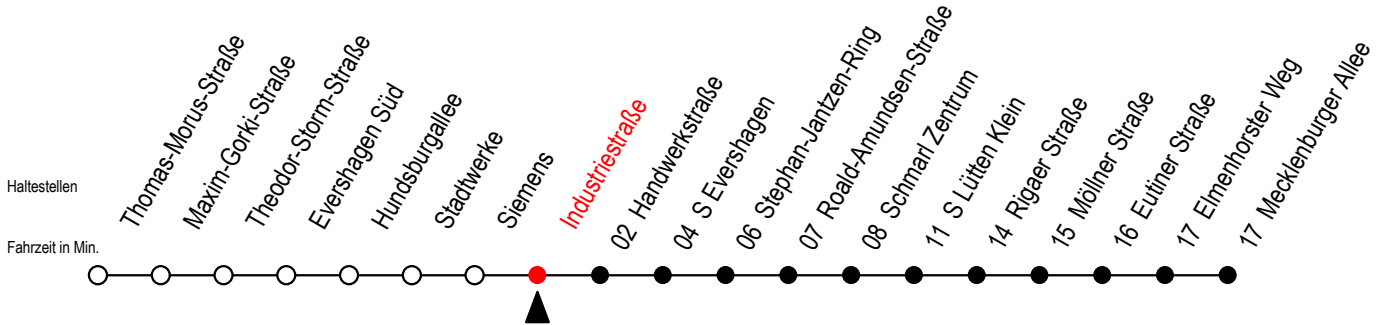 Haltestellen
Fahrzeit in Min.
Thomas-Morus-Straße
Maxim-Gorki-Straße
Theodor-Storm-Straße
Evershagen Süd
Hundsburgallee
Stadtwerke
Siemens
Industriestraße
02 Handwerkstraße
04 S Evershagen
06 Stephan-Jantzen-Ring
07 Roald-Amundsen-Straße
08 Schmarl Zentrum
11 S Lütten Klein
14 Rigaer Straße
15 Möllner Straße
16 Eutiner Straße
17 Elmenhorster Weg
17 Mecklenburger Allee